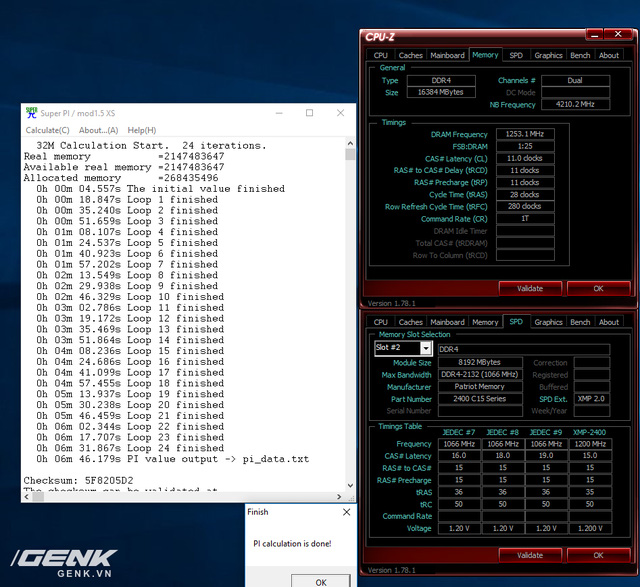 Super PI / mod1.5 XS
Calculate(C) About...(A) Help(H)
32M Calculation Start. 24 iterations.
Real memory =2147483647
Available real memory =2147483647
Allocated memory =268435496
0h 00m 04.557s The initial value finished
0h 00m 18.847s Loop 1 finished
0h 00m 35.240s Loop 2 finished
0h 00m 51.659s Loop 3 finished
0h 01m 08.107s Loop 4 finished
0h 01m 24.537s Loop 5 finished
0h 01m 40.923s Loop 6 finished
0h 01m 57.202s Loop 7 finished
0h 02m 13.549s Loop 8 finished
0h 02m 29.938s Loop 9 finished
0h 02m 46.329s Loop 10 finished
0h 03m 02.786s Loop 11 finished
0h 03m 19.172s Loop 12 finished
0h 03m 35.469s Loop 13 finished
0h 03m 51.864s Loop 14 finished
0h 04m 08.236s Loop 15 finished
0h 04m 24.686s Loop 16 finished
0h 04m 41.099s Loop 17 finished
0h 04m 57.455s Loop 18 finished
0h 05m 13.937s Loop 19 finished
0h 05m 30.238s Loop 20 finished
0h 05m 46.459s Loop 21 finished
0h 06m 02.344s Loop 22 finished
0h 06m 17.707s Loop 23 finished
0h 06m 31.867s Loop 24 finished
0h 06m 46.179s PI value output -> pi_data.txt
Checksum: 5F8205D2
The checksum can be validated at
Finish
PI calculation is done!
OK
GENK
GENK.VN
CPU-Z
CPU Caches Mainboard Memory SPD Graphics Bench About
General
Type DDR4 Channels # Dual
Size 16384 MBytes DC Mode
NB Frequency 4210.2 MHz
Timings
DRAM Frequency 1253.1 MHz
FSB:DRAM 1:25
CAS# Latency (CL) 11.0 clocks
RAS# to CAS# Delay (tRCD) 11 clocks
RAS# Precharge (tRP) 11 clocks
Cycle Time (tRAS) 28 clocks
Row Refresh Cycle Time (tRFC) 280 clocks
Command Rate (CR) 1T
DRAM Idle Timer
Total CAS# (tRDRAM)
Row To Column (tRCD)
Validate OK
Version 1.78.1
CPU Caches Mainboard Memory SPD Graphics Bench About
Memory Slot Selection
Slot #2 DDR4
Module Size 8192 MBytes Correction
Max Bandwidth DDR4-2132 (1066 MHz) Registered
Manufacturer Patriot Memory Buffered
Part Number 2400 C15 Series SPD Ext. XMP 2.0
Serial Number Week/Year
Timings Table
JEDEC #7 JEDEC #8 JEDEC #9 XMP-2400
Frequency 1066 MHz 1066 MHz 1066 MHz 1200 MHz
CAS# Latency 16.0 18.0 19.0 15.0
RAS# to CAS# 15 15 15 15
RAS# Precharge 15 15 15 15
tRAS 36 36 36 35
tRC 50 50 50 50
Command Rate
Voltage 1.20 V 1.20 V 1.20 V 1.200 V
Validate OK
Version 1.78.1